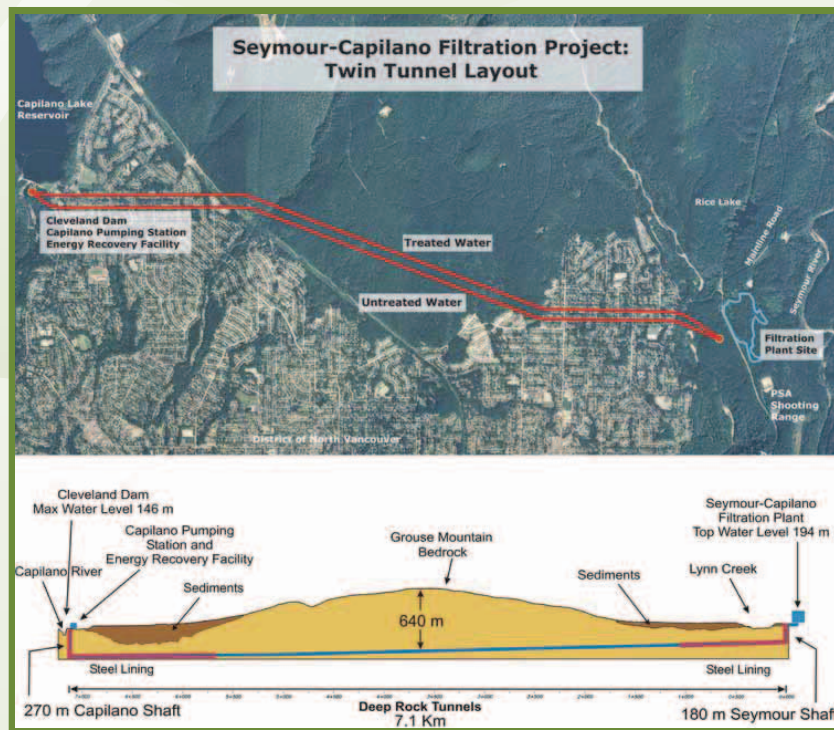 Seymour-Capilano Filtration Project:
Twin Tunnel Layout
Capilano Lake
Reservoir
Cleveland Dam
Capilano Pumping Station
Energy Recovery Facility
Treated Water
Untreated Water
Rice Lake
Mainline Road
Seymour River
Filtration
Plant Site
PSA
Shooting
Range
District of North Vancouver
Cleveland Dam
Max Water Level 146 m
Capilano Pumping
Station and
Energy Recovery Facility
Capilano River
Sediments
Grouse Mountain
Bedrock
640 m
Sediments
Seymour-Capilano
Filtration Plant
Top Water Level 194 m
Lynn Creek
Steel Lining
Steel Lining
270 m Capilano Shaft
Deep Rock Tunnels
7.1 Km
180 m Seymour Shaft